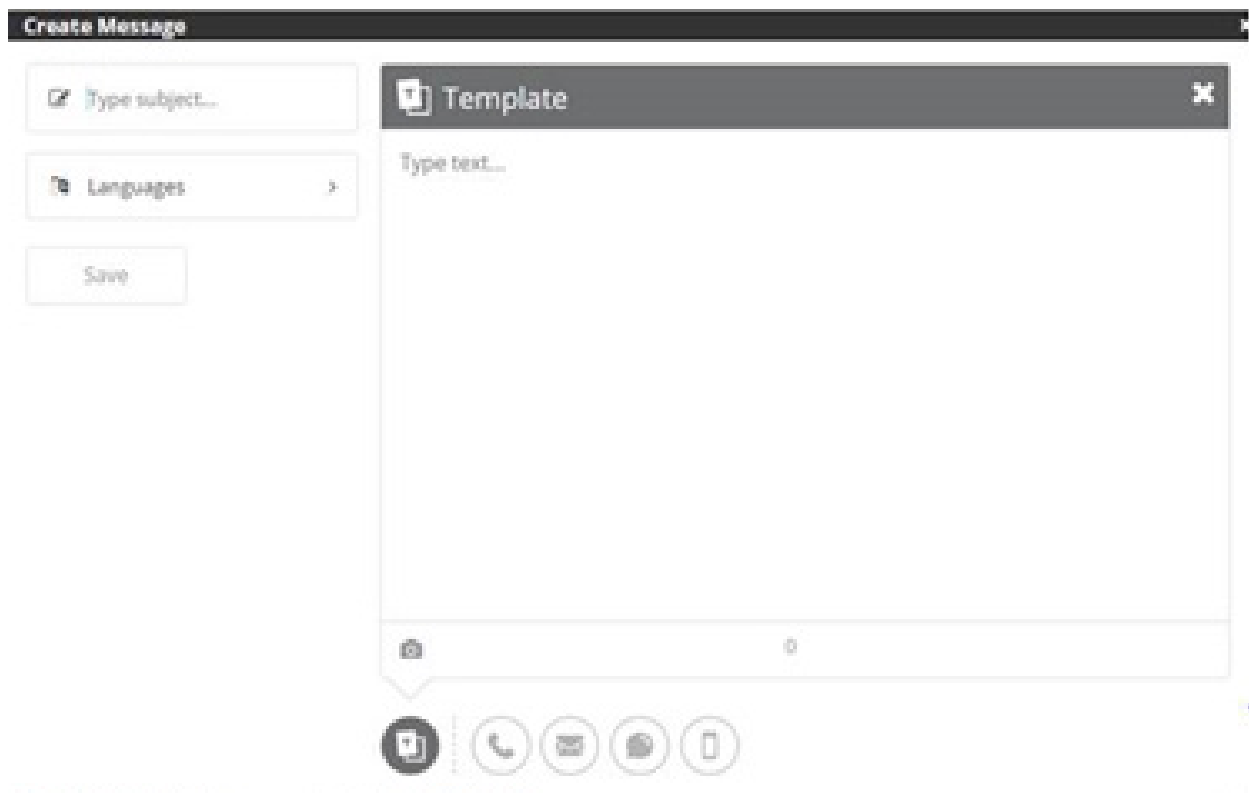 Create Message
Type subject...
Languages
Save
Template
Type text...
0